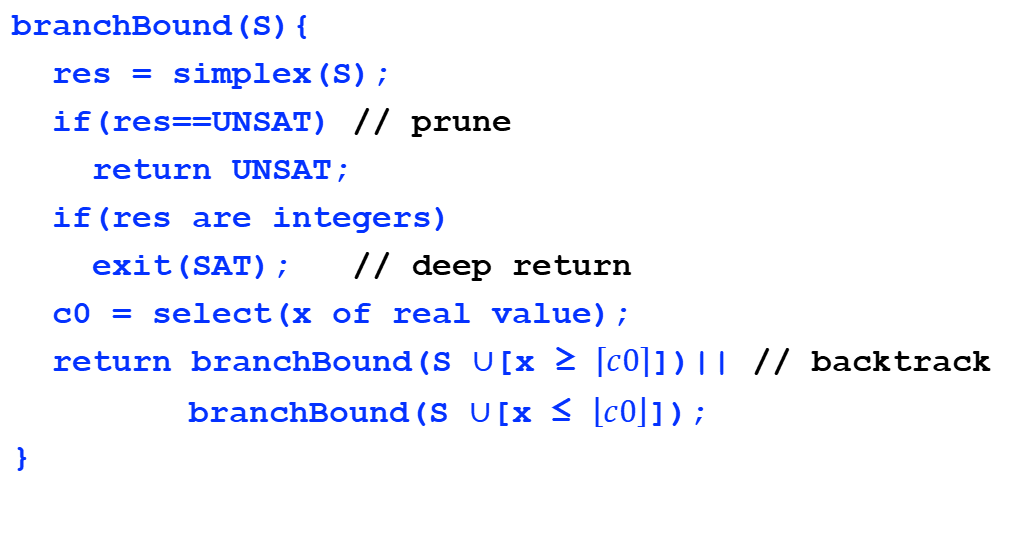 branchBound(S){
res = simplex(S);
if(res==UNSAT) // prune
return UNSAT;
if(res are integers)
exit(SAT); // deep return
c0 = select(x of real value);
return branchBound(S ∪[x ≥ ⌈c0⌉])|| // backtrack
branchBound(S ∪[x ≤ ⌊c0⌋]);
}